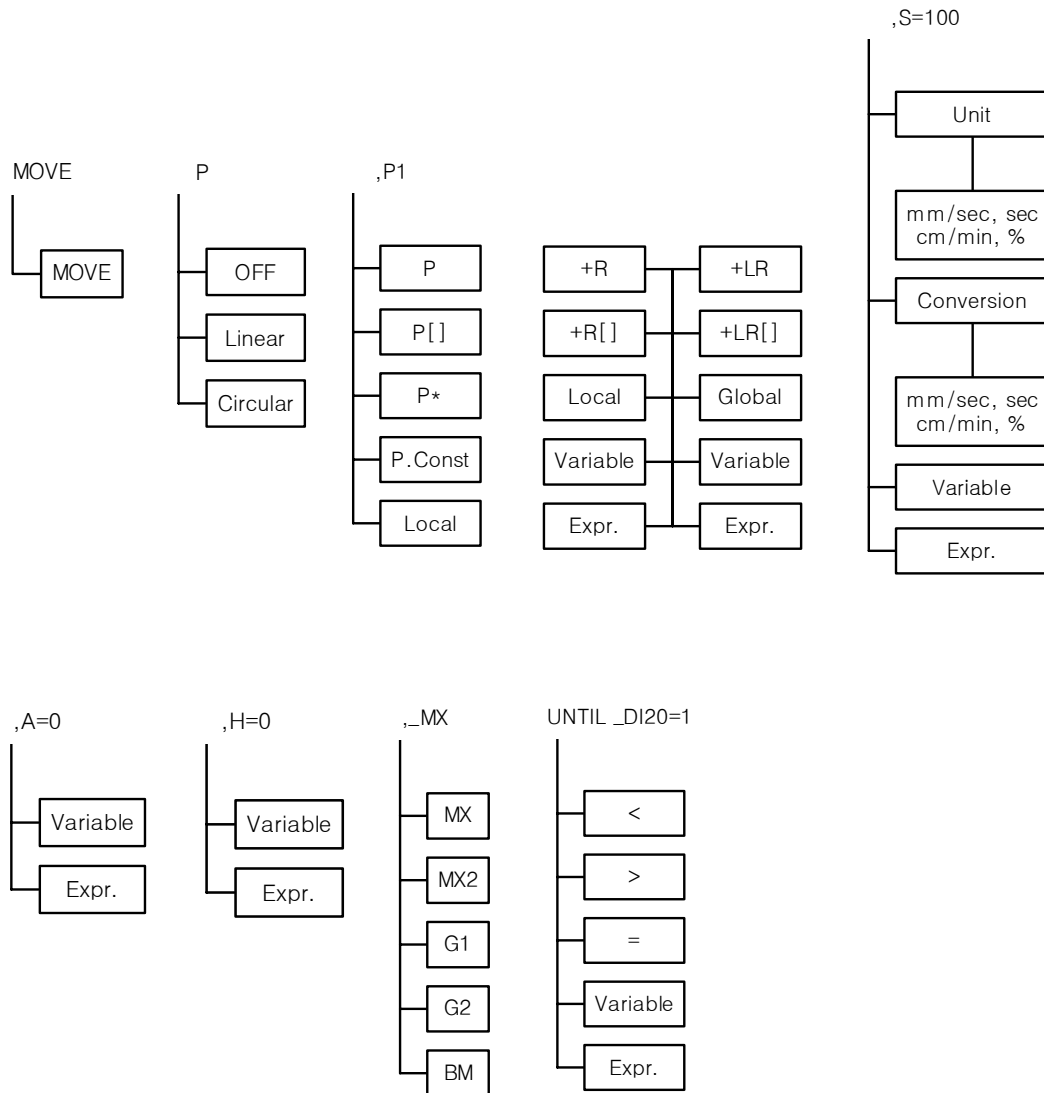 ,S=100
Unit
mm/sec, sec
cm/min, %
Conversion
mm/sec, sec
cm/min, %
Variable
Expr.
MOVE
MOVE
P
OFF
Linear
Circular
,P1
P
P[]
P*
P.Const
Local
+R
+LR
+R[]
+LR[]
Local
Global
Variable
Variable
Expr.
Expr.
,A=0
Variable
Expr.
,H=0
Variable
Expr.
,_MX
MX
MX2
G1
G2
BM
UNTIL _DI20=1
<
>
=
Variable
Expr.